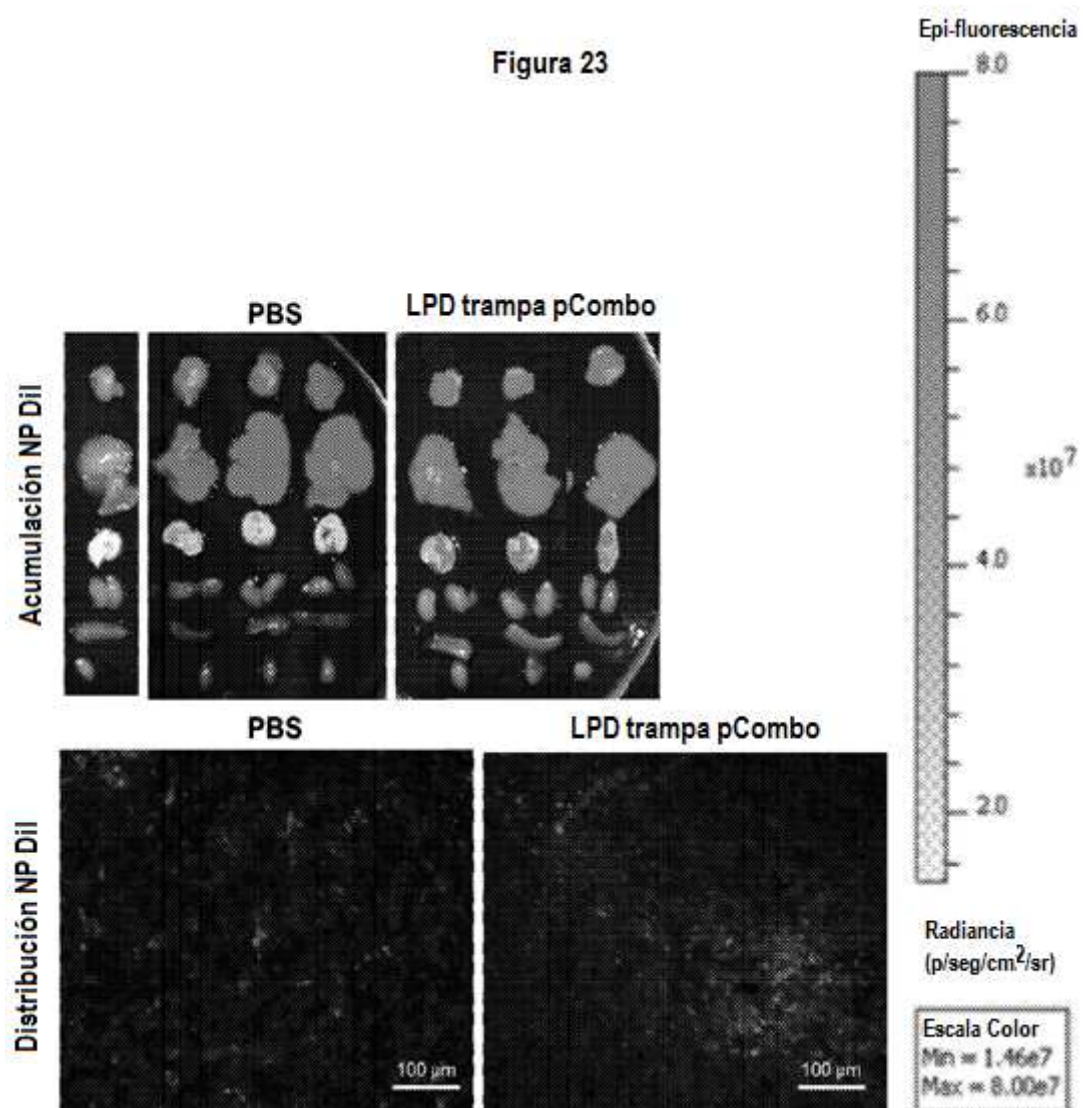 Figura 23
Epi-fluorescencia
8.0
6.0
x10⁷
4.0
2.0
Radiancia
(p/seg/cm²/sr)
Escala Color
Min = 1.46e7
Max = 8.00e7
Acumulación NP DiI
PBS
LPD trampa pCombo
Distribución NP DiI
PBS
LPD trampa pCombo
100 µm
100 µm